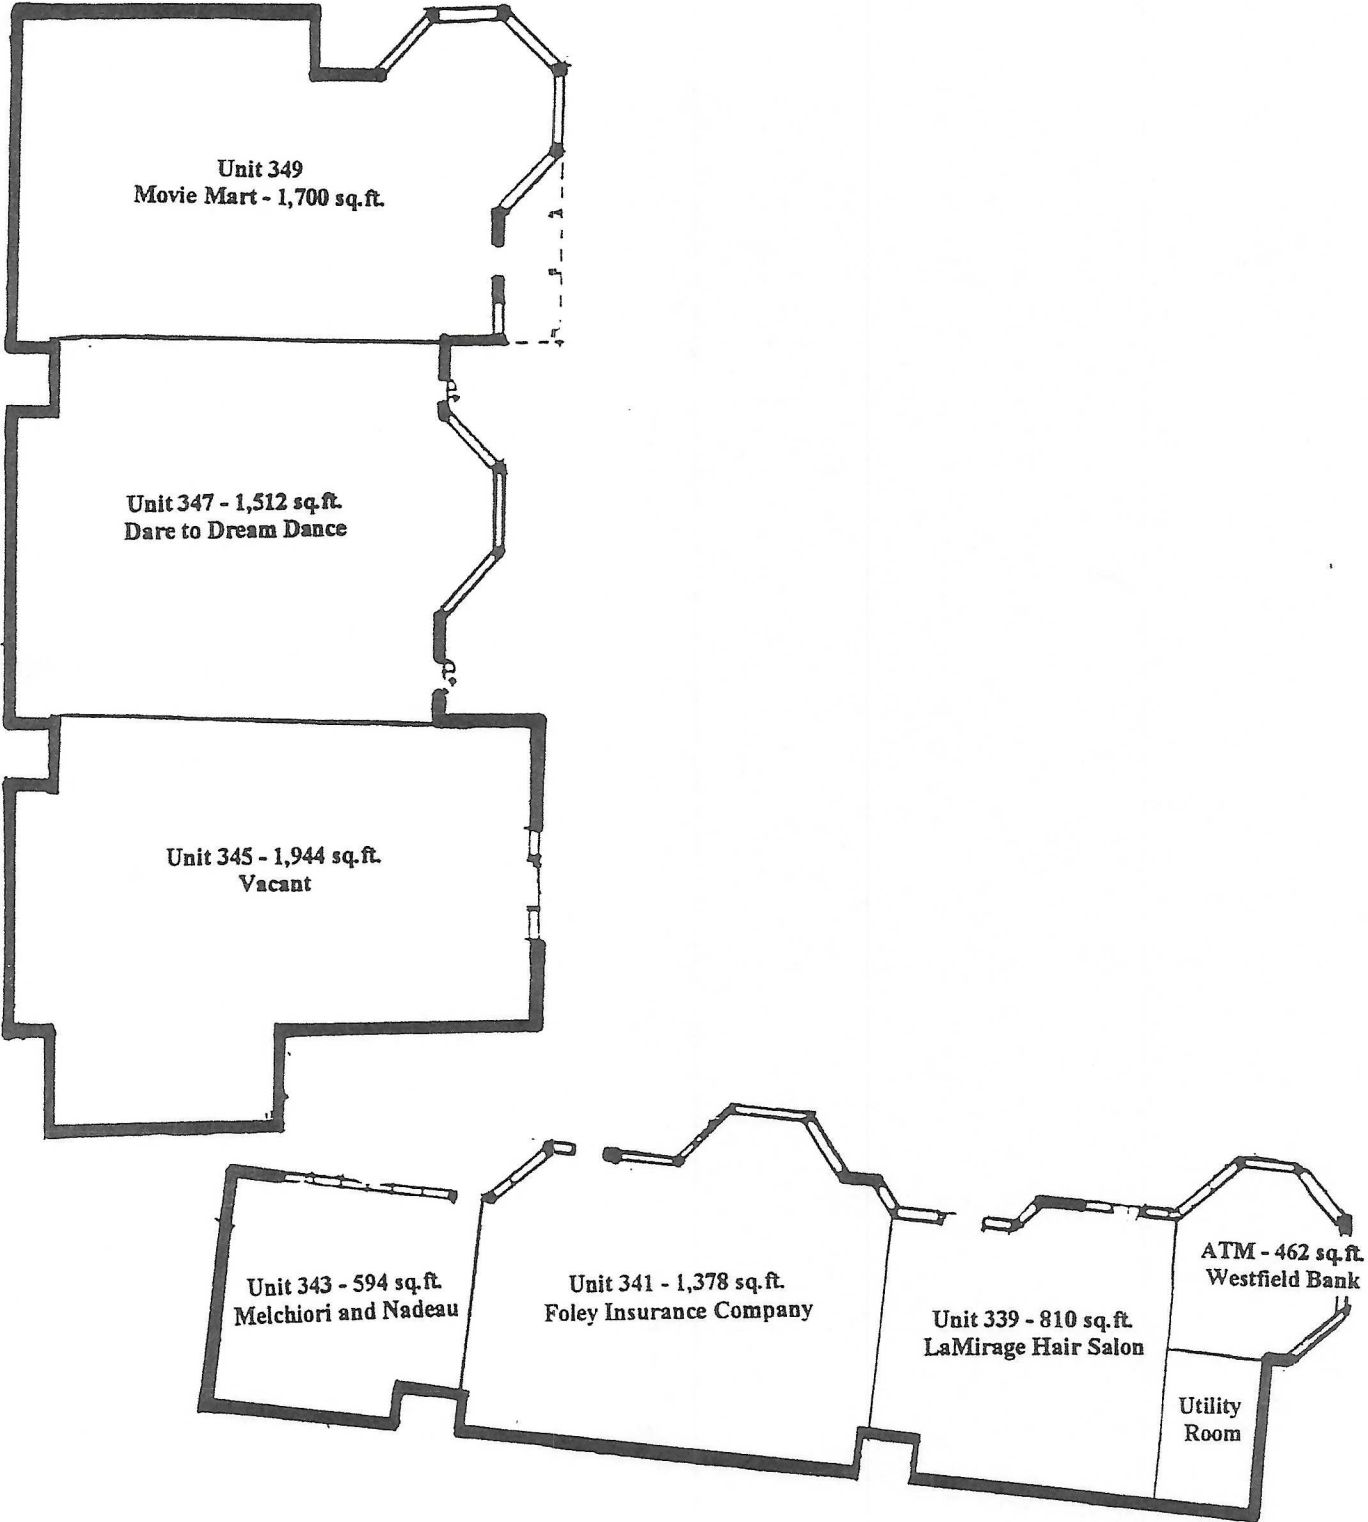 Unit 349
Movie Mart - 1,700 sq.ft.
Unit 347 - 1,512 sq.ft.
Dare to Dream Dance
Unit 345 - 1,944 sq.ft.
Vacant
Unit 343 - 594 sq.ft.
Melchiori and Nadeau
Unit 341 - 1,378 sq.ft.
Foley Insurance Company
Unit 339 - 810 sq.ft.
LaMirage Hair Salon
ATM - 462 sq.ft.
Westfield Bank
Utility
Room